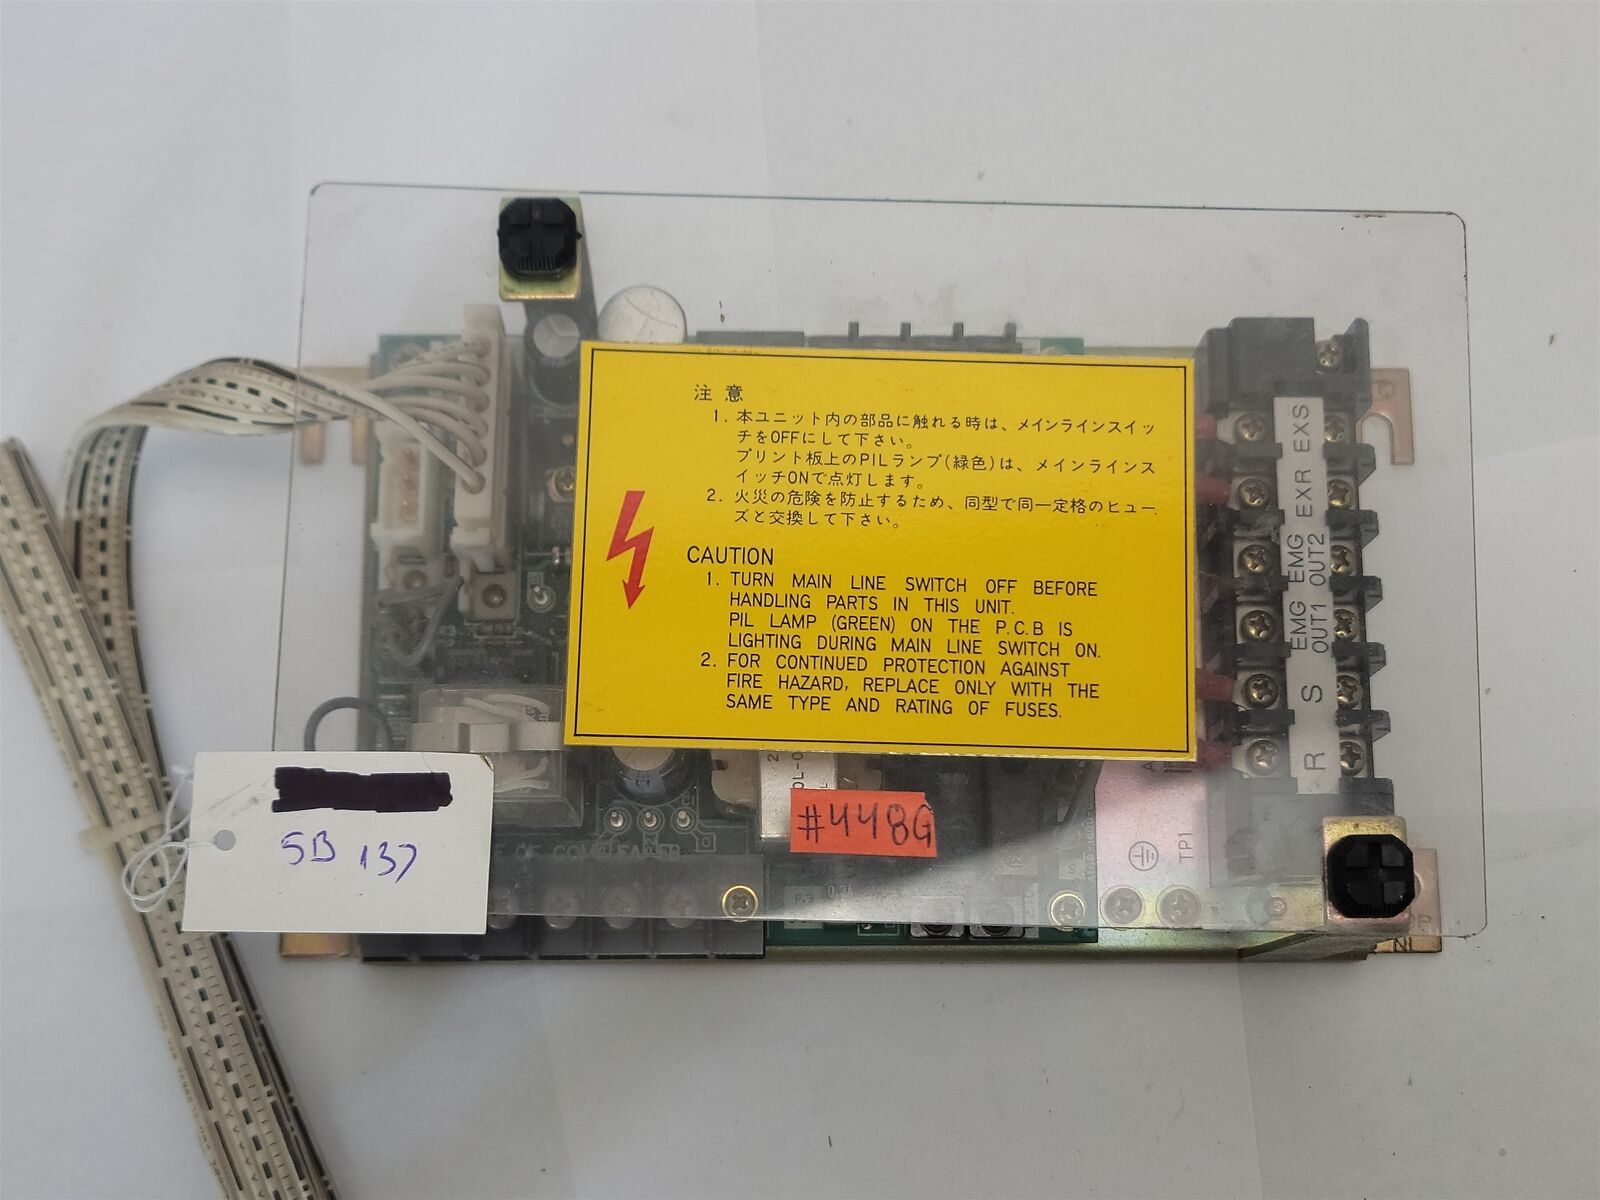 注意
1. 本ユニット内の部品に触れる時は、メインラインスイッ
チをOFFにして下さい。
プリント板上のPILランプ(緑色)は、メインラインス
イッチONで点灯します。
2. 火災の危険を防止するため、同型で同一定格のヒュー
ズと交換して下さい。
CAUTION
1. TURN MAIN LINE SWITCH OFF BEFORE
HANDLING PARTS IN THIS UNIT.
PIL LAMP (GREEN) ON THE P.C.B IS
LIGHTING DURING MAIN LINE SWITCH ON.
2. FOR CONTINUED PROTECTION AGAINST
FIRE HAZARD, REPLACE ONLY WITH THE
SAME TYPE AND RATING OF FUSES.
R S EMG OUT1 EMG OUT2 EXR EXS
SB 137
#448G
TP1
F3 0.3A
COM